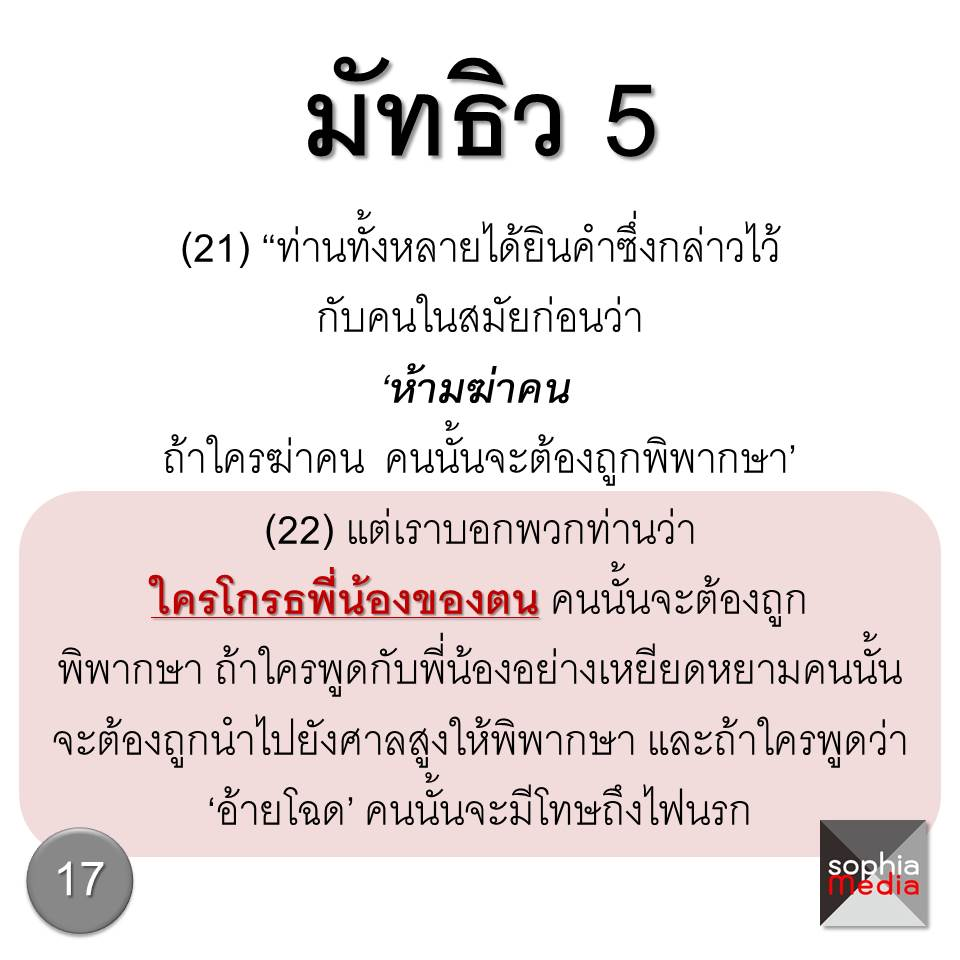 มัทธิว 5
(21) “ท่านทั้งหลายได้ยินคำซึ่งกล่าวไว้
กับคนในสมัยก่อนว่า
‘ห้ามฆ่าคน
ถ้าใครฆ่าคน คนนั้นจะต้องถูกพิพากษา’
(22) แต่เราบอกพวกท่านว่า
ใครโกรธพี่น้องของตน คนนั้นจะต้องถูก
พิพากษา ถ้าใครพูดกับพี่น้องอย่างเหยียดหยามคนนั้น
จะต้องถูกนำไปยังศาลสูงให้พิพากษา และถ้าใครพูดว่า
‘อ้ายโฉด’ คนนั้นจะมีโทษถึงไฟนรก
17
sophia
media